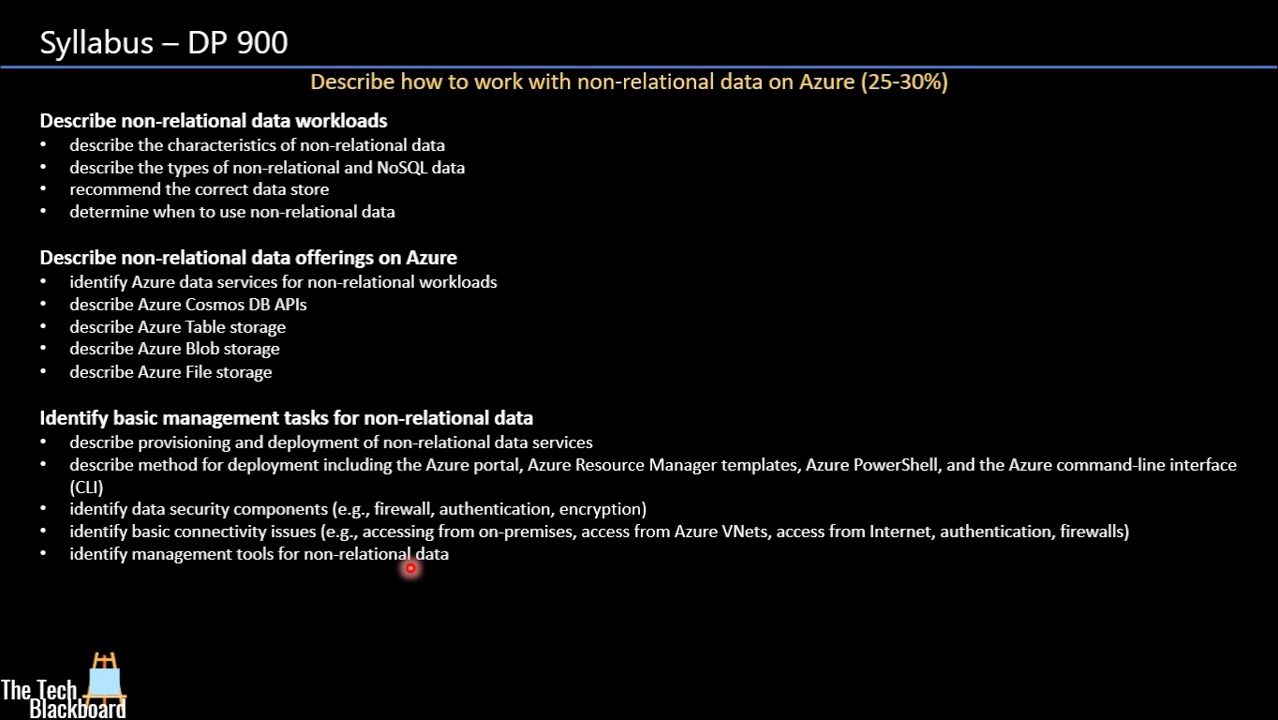 Syllabus – DP 900
Describe how to work with non-relational data on Azure (25-30%)
Describe non-relational data workloads
• describe the characteristics of non-relational data
• describe the types of non-relational and NoSQL data
• recommend the correct data store
• determine when to use non-relational data
Describe non-relational data offerings on Azure
• identify Azure data services for non-relational workloads
• describe Azure Cosmos DB APIs
• describe Azure Table storage
• describe Azure Blob storage
• describe Azure File storage
Identify basic management tasks for non-relational data
• describe provisioning and deployment of non-relational data services
• describe method for deployment including the Azure portal, Azure Resource Manager templates, Azure PowerShell, and the Azure command-line interface
(CLI)
• identify data security components (e.g., firewall, authentication, encryption)
• identify basic connectivity issues (e.g., accessing from on-premises, access from Azure VNets, access from Internet, authentication, firewalls)
• identify management tools for non-relational data
The Tech
Blackboard